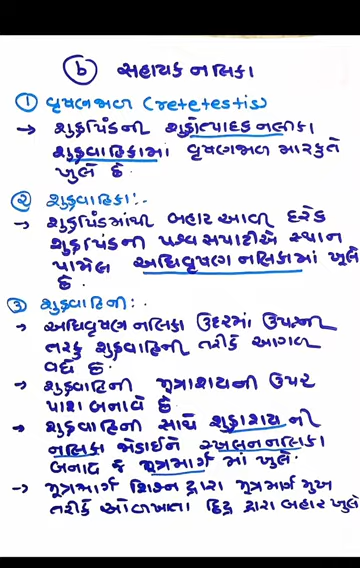 (b) સહાયક નલિકા
① વૃષણજાળ (retetestis)
→ શુક્રપિંડની શુક્રોત્પાદક નલીકા
શુક્રવાહિકામાં વૃષણજાળ મારફતે
ખુલે છે.
② શુક્રવાહિકા :-
→ શુક્રપિંડમાંથી બહાર આવી દરેક
શુક્રપિંડની પશ્વ સપાટીએ સ્થાન
પામેલ અધિવૃષણ નલિકામાં ખૂલે
છે.
③ શુક્રવાહિની :-
→ અધિવૃષણ નલિકા ઉદરમાં ઉપરની
તરફ શુક્રવાહિની તરીકે આગળ
વધે છે.
→ શુક્રવાહિની મૂત્રાશયની ઉપર
પાશ બનાવે છે.
→ શુક્રવાહિની સાથે શુક્રાશય ની
નલિકા જોડાઈને સ્ખલનનલિકા
બનાવે જે મૂત્રમાર્ગ માં ખુલે.
→ મૂત્રમાર્ગ શિશ્ન દ્વારા મૂત્રમાર્ગ મુખ
તરીકે ઓળખાતા છિદ્ર દ્વારા બહાર ખુલે